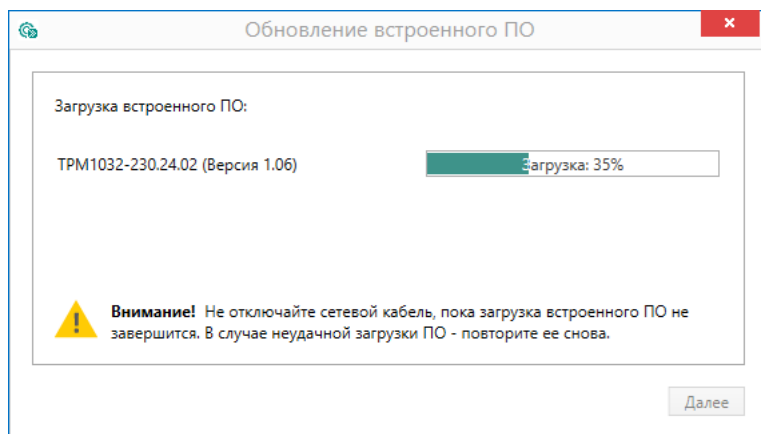 Обновление встроенного ПО
Загрузка встроенного ПО:
ТРМ1032-230.24.02 (Версия 1.06)
Загрузка: 35%
Внимание! Не отключайте сетевой кабель, пока загрузка встроенного ПО не
завершится. В случае неудачной загрузки ПО - повторите ее снова.
Далее